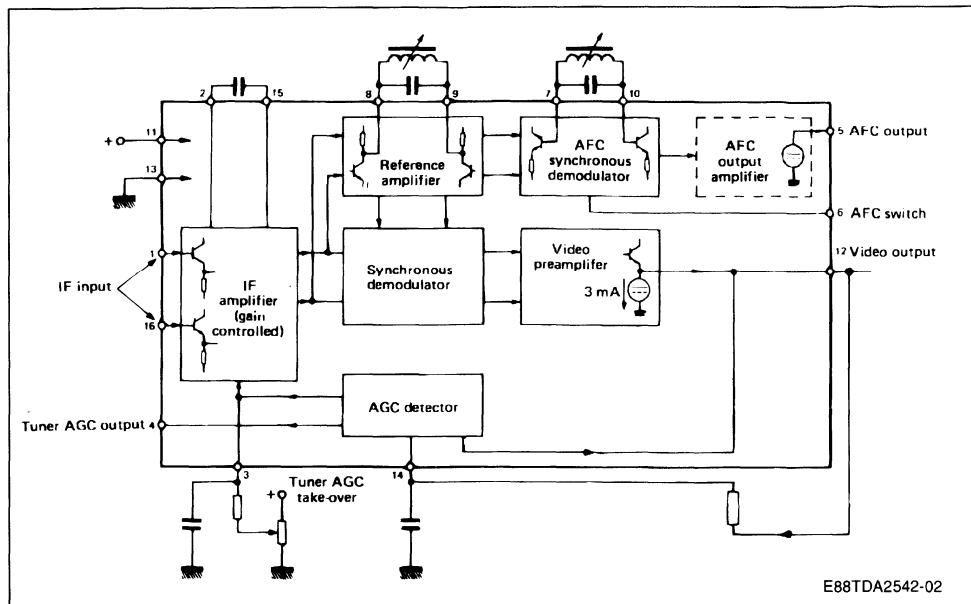 2
15
8
9
7
10
+
11
13
Reference
amplifier
AFC
synchronous
demodulator
AFC
output
amplifier
5 AFC output
6 AFC switch
1
IF input
16
IF
amplifier
(gain
controlled)
Synchronous
demodulator
Video
preamplifer
3 mA
12 Video output
AGC detector
Tuner AGC output 4
3
Tuner AGC
+ take-over
14
E88TDA2542-02